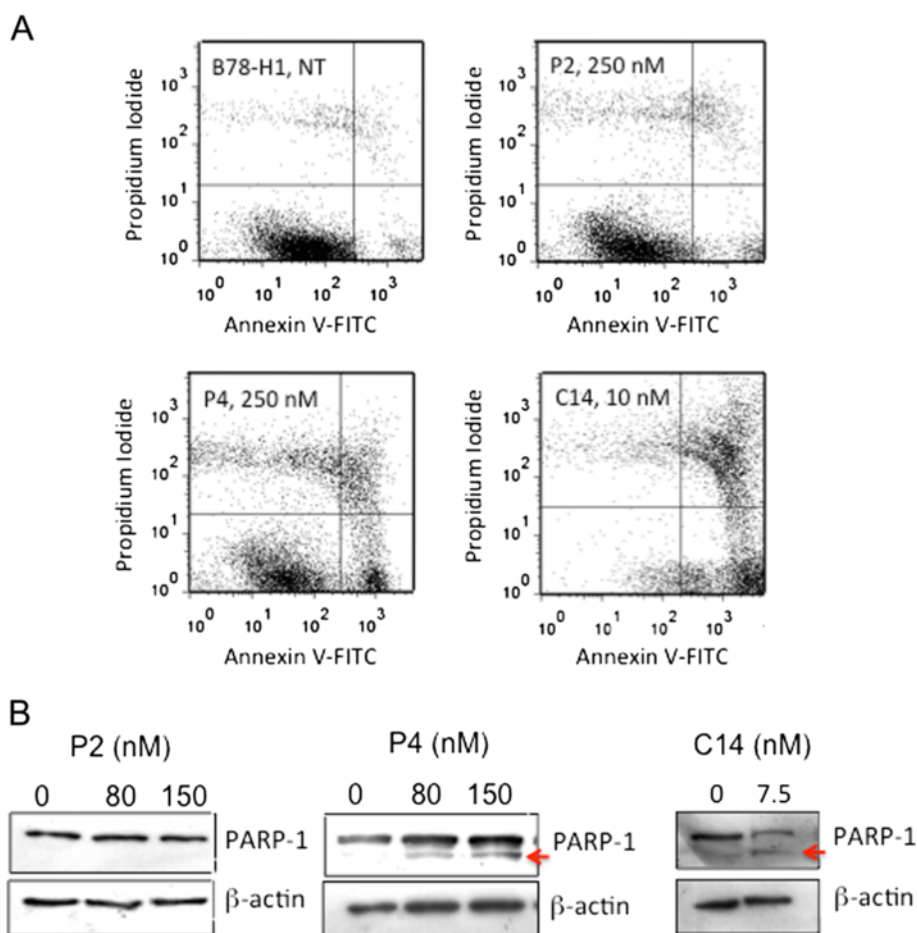 A
B78-H1, NT
P2, 250 nM
Propidium Iodide
10³
10²
10¹
10⁰
10⁰ 10¹ 10² 10³
Annexin V-FITC
Propidium Iodide
10³
10²
10¹
10⁰
10⁰ 10¹ 10² 10³
Annexin V-FITC
P4, 250 nM
C14, 10 nM
Propidium Iodide
10³
10²
10¹
10⁰
10⁰ 10¹ 10² 10³
Annexin V-FITC
Propidium Iodide
10³
10²
10¹
10⁰
10⁰ 10¹ 10² 10³
Annexin V-FITC
B
P2 (nM)
0 80 150
PARP-1
β-actin
P4 (nM)
0 80 150
PARP-1
β-actin
C14 (nM)
0 7.5
PARP-1
β-actin